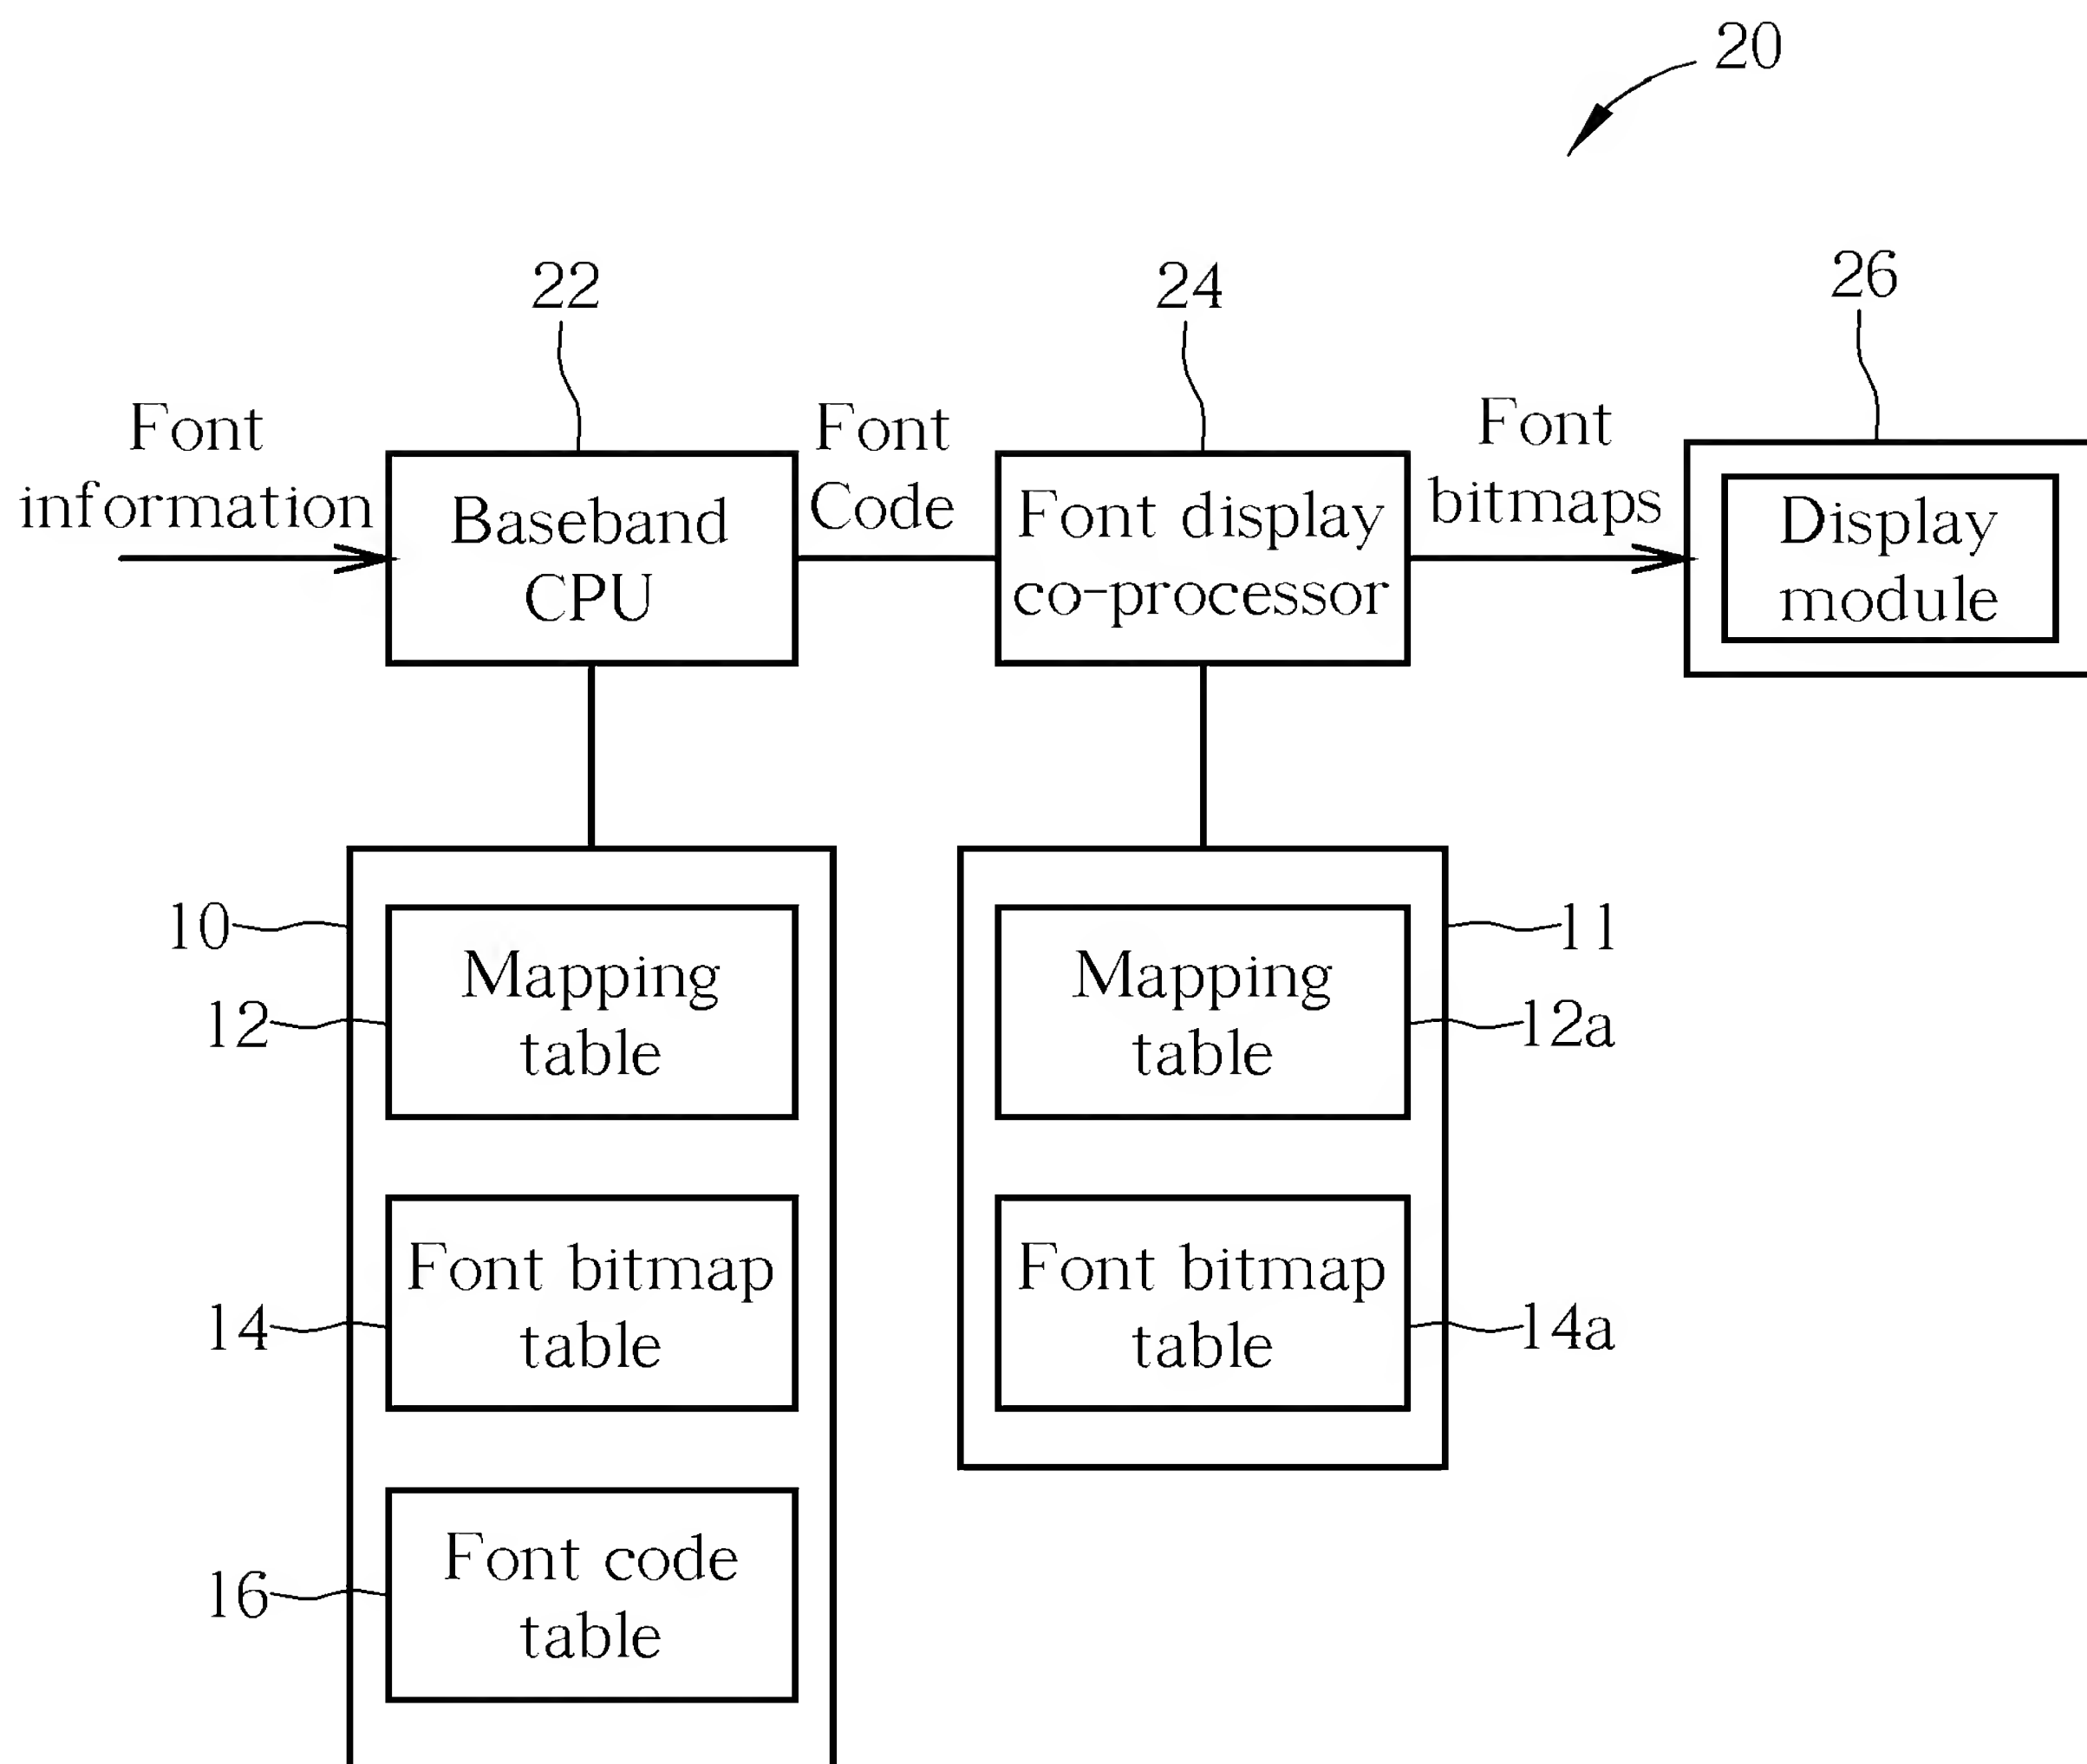 20
22
24
26
Font
information
Baseband
CPU
Font
Code
Font display
co-processor
Font
bitmaps
Display
module
10
Mapping
table
12
Font bitmap
table
14
Font code
table
16
Mapping
table
11
12a
Font bitmap
table
14a